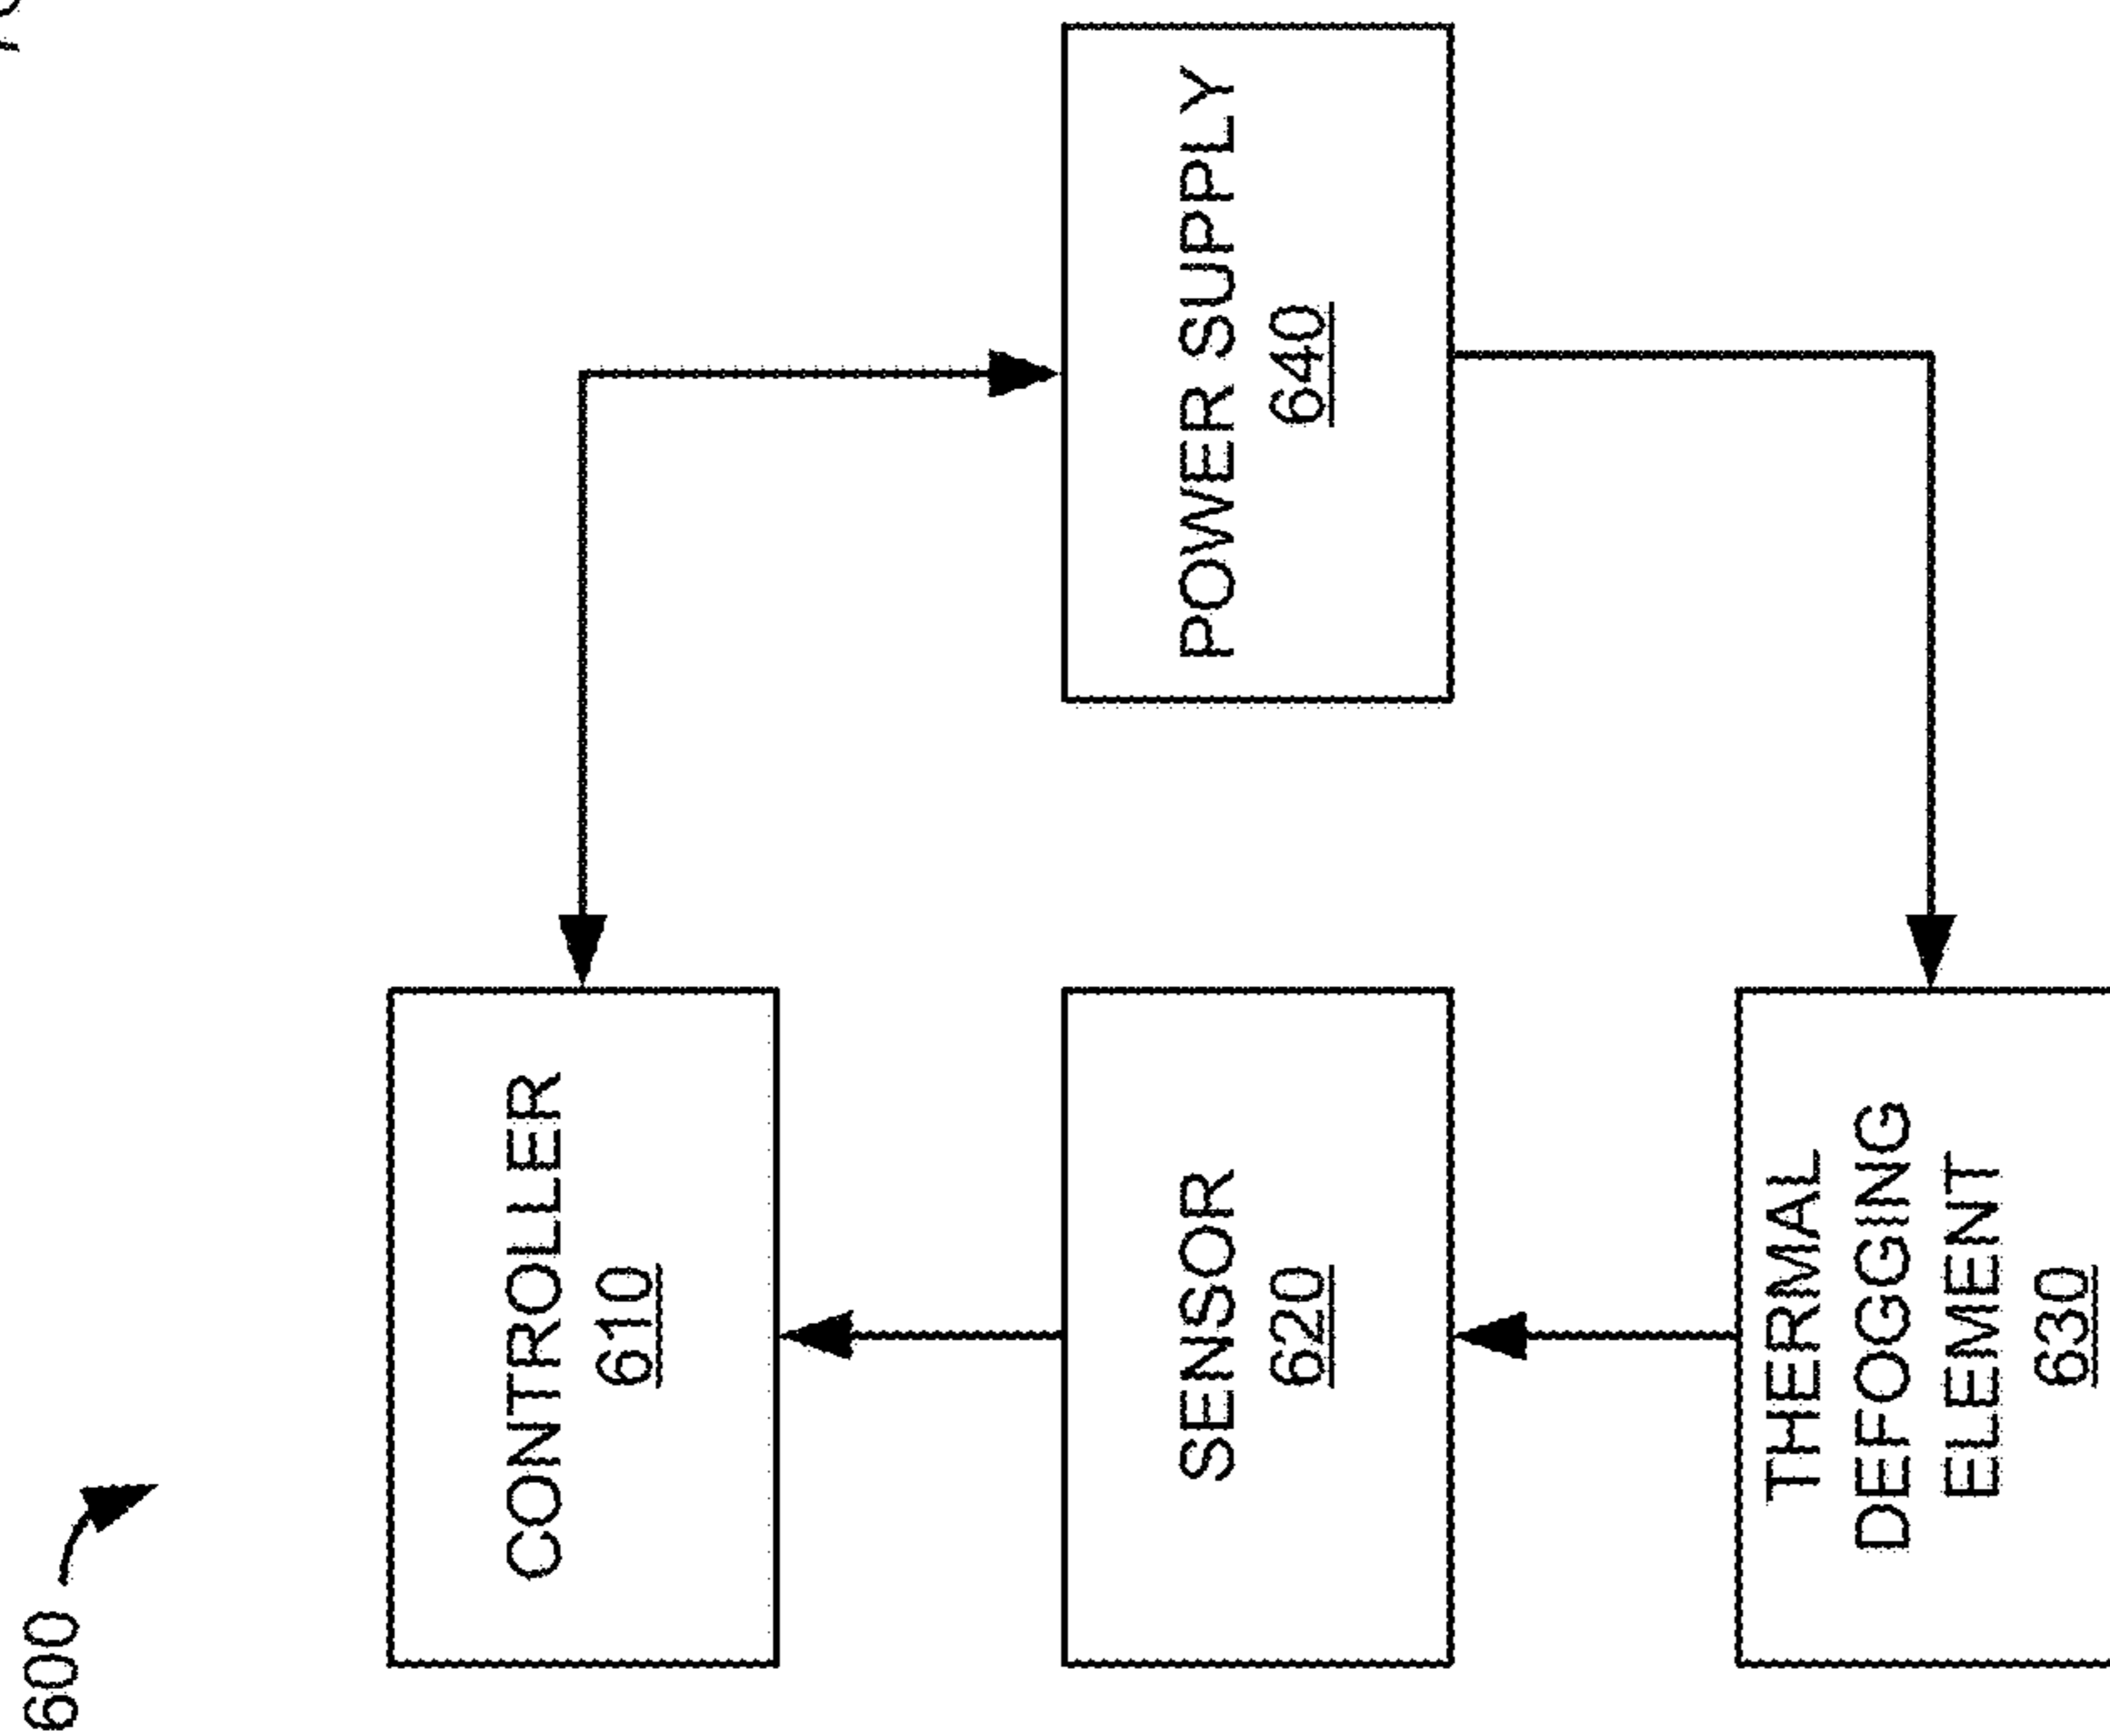 600
CONTROLLER
610
SENSOR
620
POWER SUPPLY
640
THERMAL
DEFOGGING
ELEMENT
630